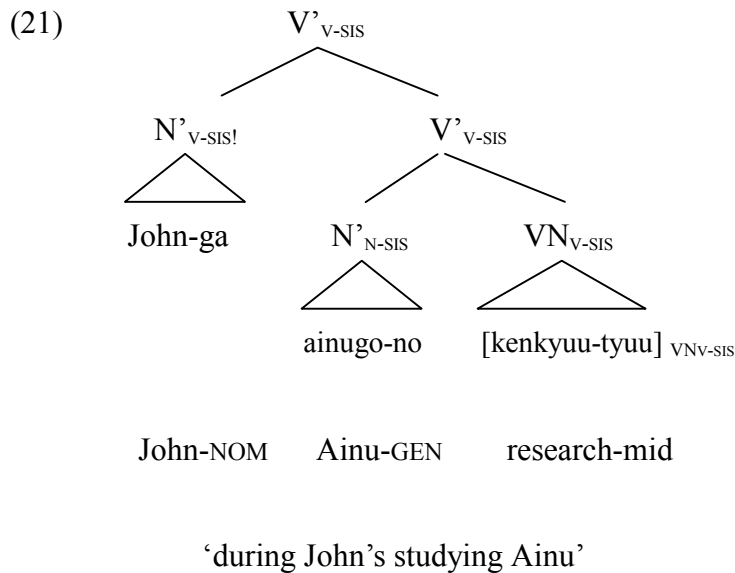 (21) V’V-SIS
N’V-SIS! V’V-SIS
John-ga N’N-SIS VNV-SIS
ainugo-no [kenkyuu-tyuu] VNV-SIS
John-NOM Ainu-GEN research-mid
‘during John’s studying Ainu’